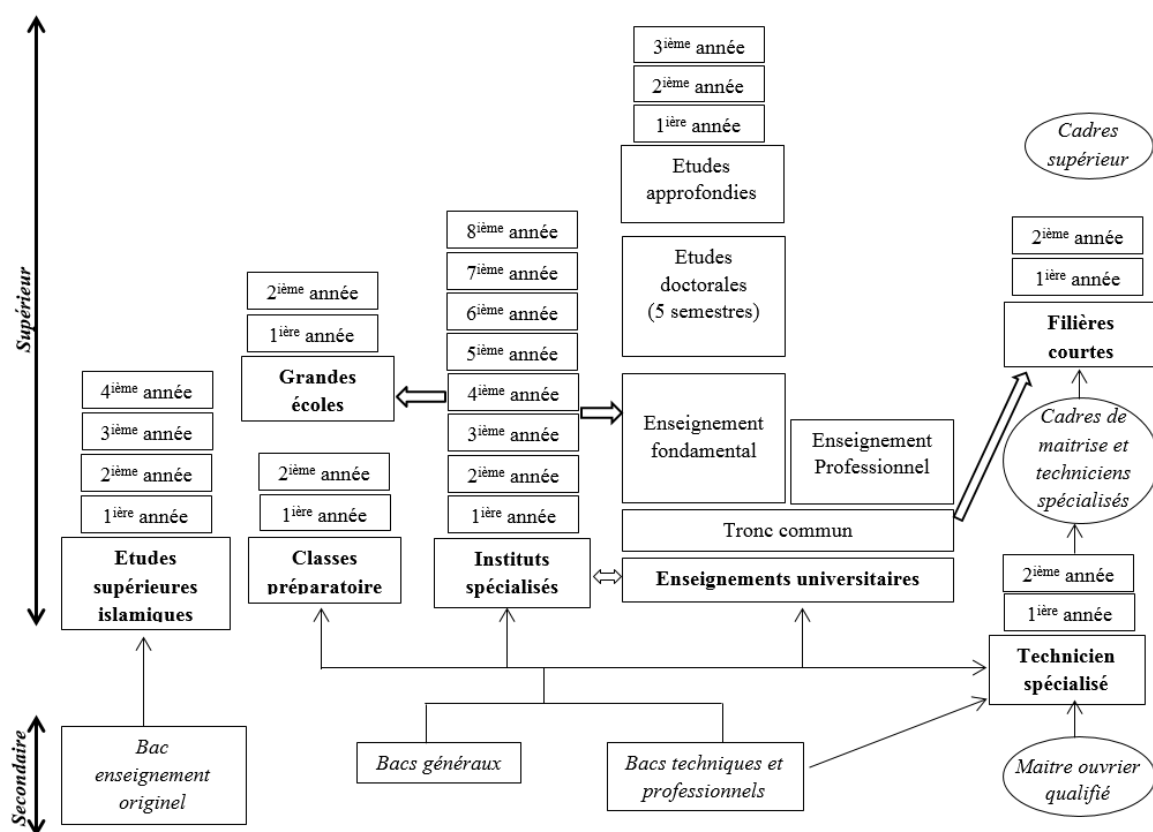 Supérieur
Secondaire
3ième année
2ième année
1ière année
Etudes
approfondies
Etudes
doctorales
(5 semestres)
Enseignement
fondamental
Enseignement
Professionnel
Tronc commun
Enseignements universitaires
8ième année
7ième année
6ième année
5ième année
4ième année
3ième année
2ième année
1ière année
Instituts
spécialisés
2ième année
1ière année
Grandes
écoles
2ième année
1ière année
Classes
préparatoire
4ième année
3ième année
2ième année
1ière année
Etudes
supérieures
islamiques
Cadres
supérieur
2ième année
1ière année
Filières
courtes
Cadres de
maitrise et
techniciens
spécialisés
2ième année
1ière année
Technicien
spécialisé
Bac
enseignement
originel
Bacs généraux
Bacs techniques et
professionnels
Maitre ouvrier
qualifié